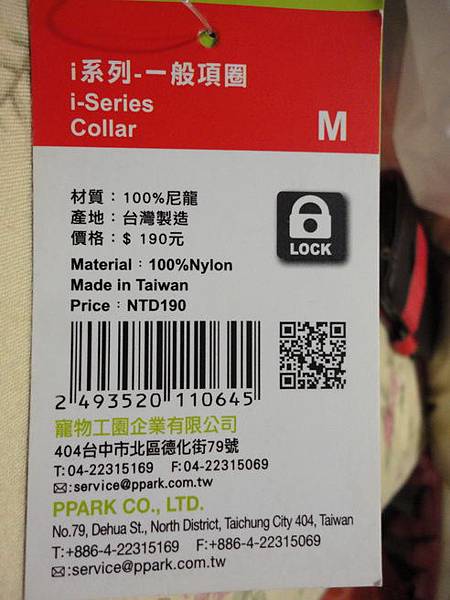 i系列-一般項圈
i-Series
Collar
M
材質：100%尼龍
產地：台灣製造
價格：$ 190元
LOCK
Material：100%Nylon
Made in Taiwan
Price：NTD190
2 493520 110645
寵物工園企業有限公司
404台中市北區德化街79號
T:04-22315169 F:04-22315069
✉:service@ppark.com.tw
PPARK CO., LTD.
No.79, Dehua St., North District, Taichung City 404, Taiwan
T:+886-4-22315169 F:+886-4-22315069
✉:service@ppark.com.tw